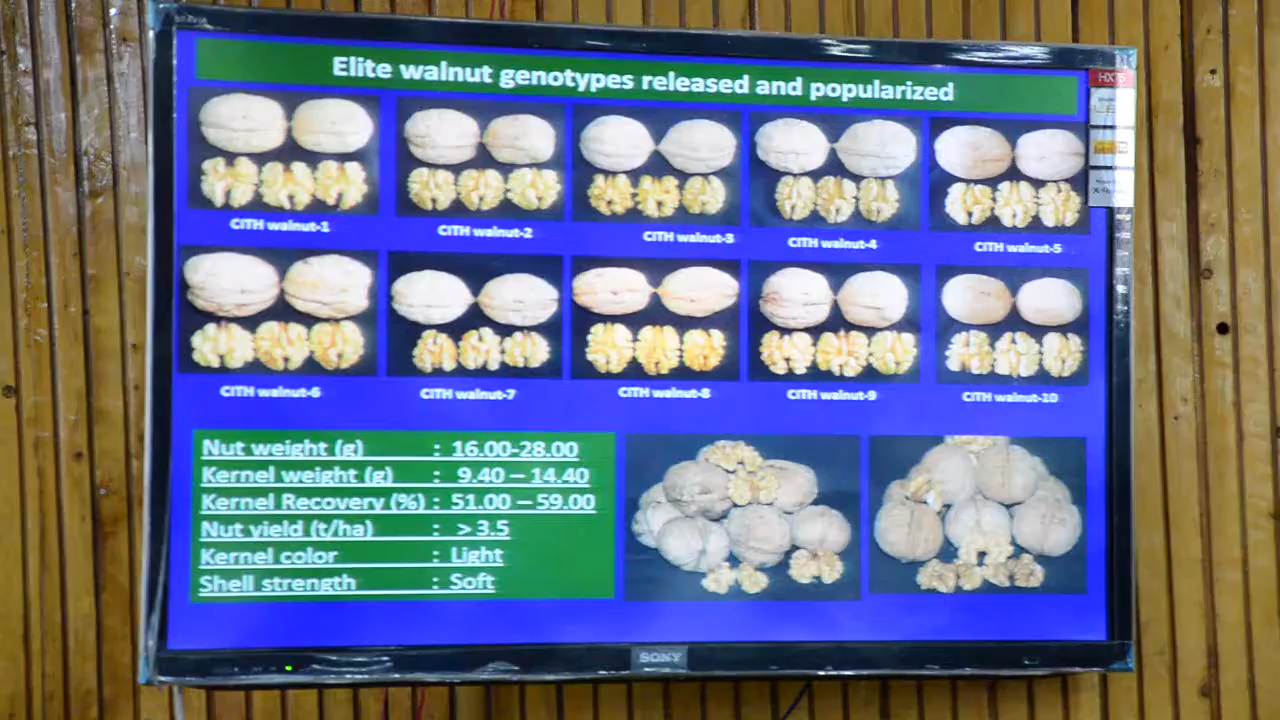 Elite walnut genotypes released and popularized
HX75
CITH walnut-1
CITH walnut-2
CITH walnut-3
CITH walnut-4
CITH walnut-5
CITH walnut-6
CITH walnut-7
CITH walnut-8
CITH walnut-9
CITH walnut-10
Nut weight (g) : 16.00-28.00
Kernel weight (g) : 9.40 – 14.40
Kernel Recovery (%) : 51.00 – 59.00
Nut yield (t/ha) : > 3.5
Kernel color : Light
Shell strength : Soft
SONY